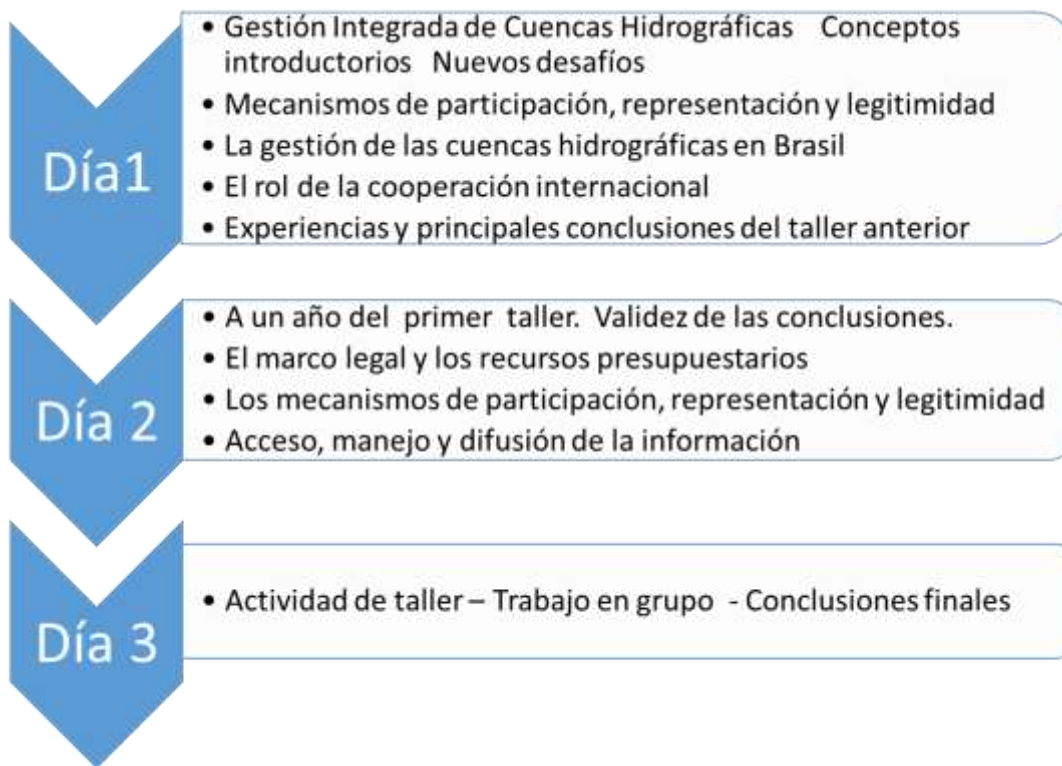 Día1
• Gestión Integrada de Cuencas Hidrográficas Conceptos
introductorios Nuevos desafíos
• Mecanismos de participación, representación y legitimidad
• La gestión de las cuencas hidrográficas en Brasil
• El rol de la cooperación internacional
• Experiencias y principales conclusiones del taller anterior
Día 2
• A un año del primer taller. Validez de las conclusiones.
• El marco legal y los recursos presupuestarios
• Los mecanismos de participación, representación y legitimidad
• Acceso, manejo y difusión de la información
Día 3
• Actividad de taller – Trabajo en grupo - Conclusiones finales